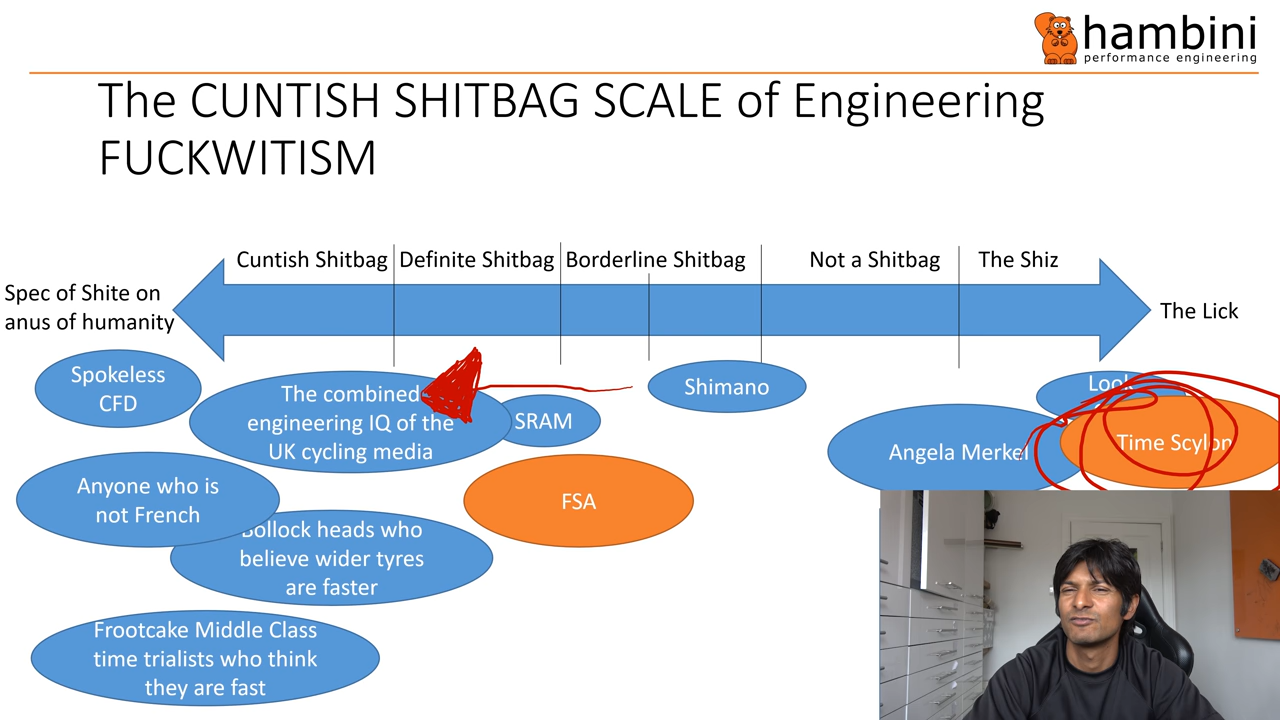 hambini
performance engineering
The CUNTISH SHITBAG SCALE of Engineering
FUCKWITISM
Cuntish Shitbag
Definite Shitbag
Borderline Shitbag
Not a Shitbag
The Shiz
Spec of Shite on
anus of humanity
The Lick
Spokeless
CFD
The combined
engineering IQ of the
UK cycling media
SRAM
Shimano
Look
Angela Merkel
Time Scylon
Anyone who is
not French
FSA
Bollock heads who
believe wider tyres
are faster
Frootcake Middle Class
time trialists who think
they are fast